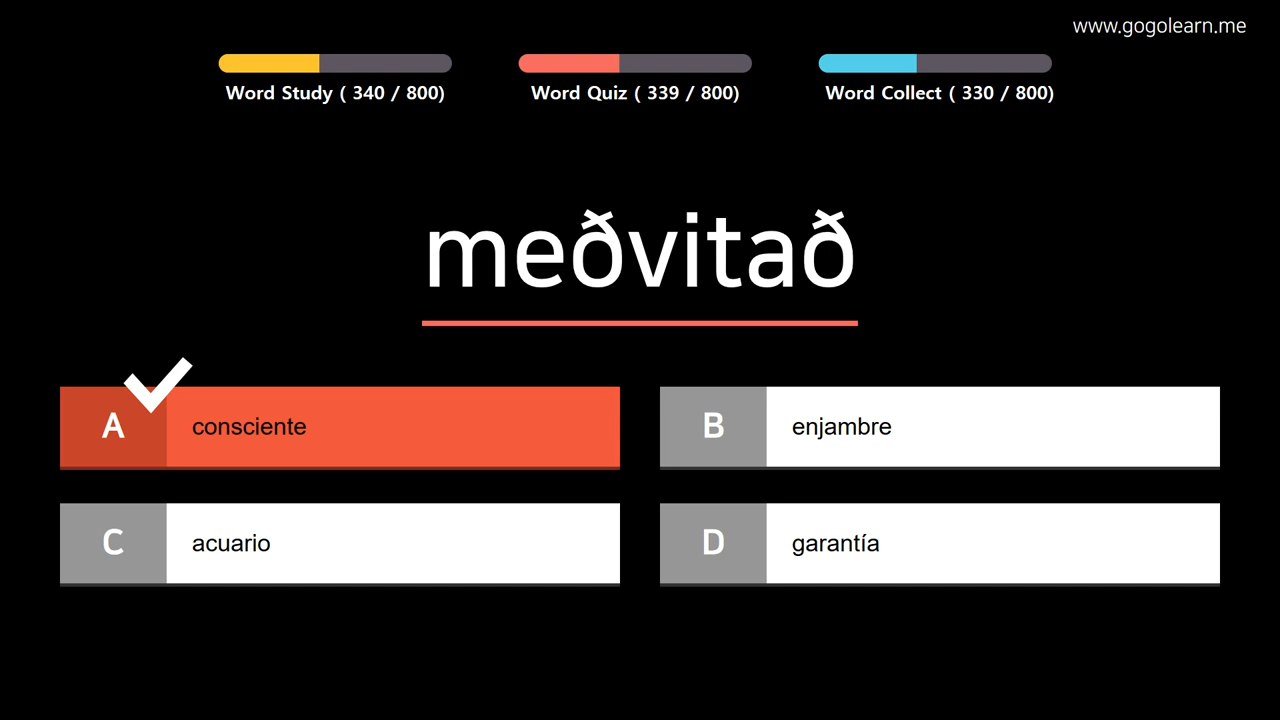 www.gogolearn.me
Word Study ( 340 / 800)
Word Quiz ( 339 / 800)
Word Collect ( 330 / 800)
meðvitað
A consciente
B enjambre
C acuario
D garantía